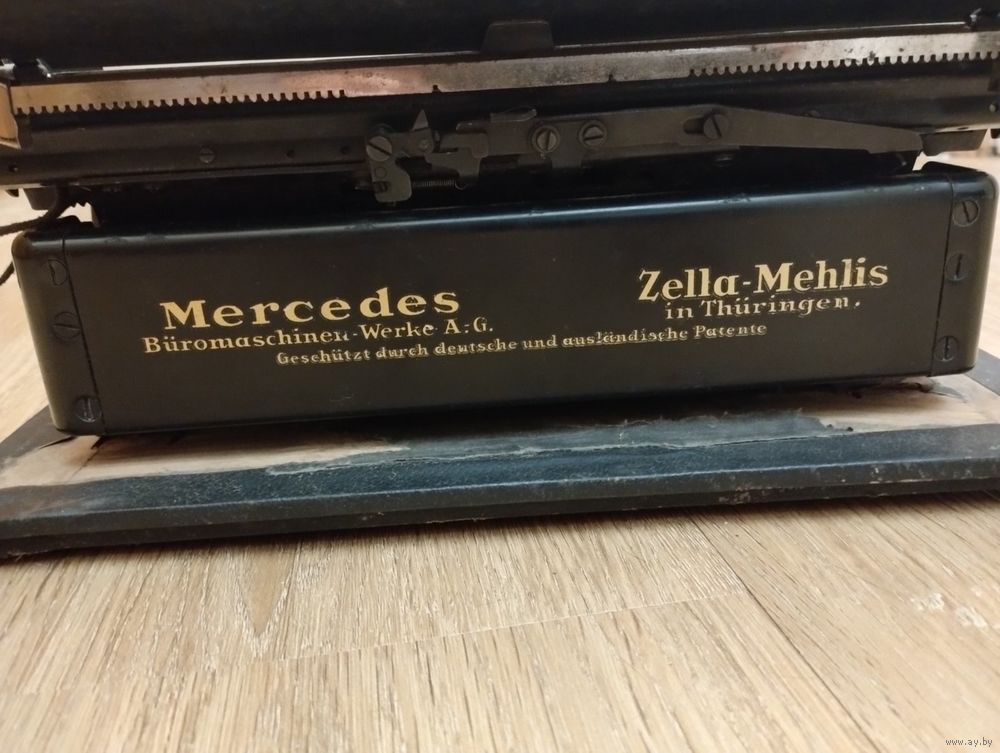 Mercedes
Büromaschinen-Werke A.-G.
Zella-Mehlis
in Thüringen.
Geschützt durch deutsche und ausländische Patente
www.ay.by